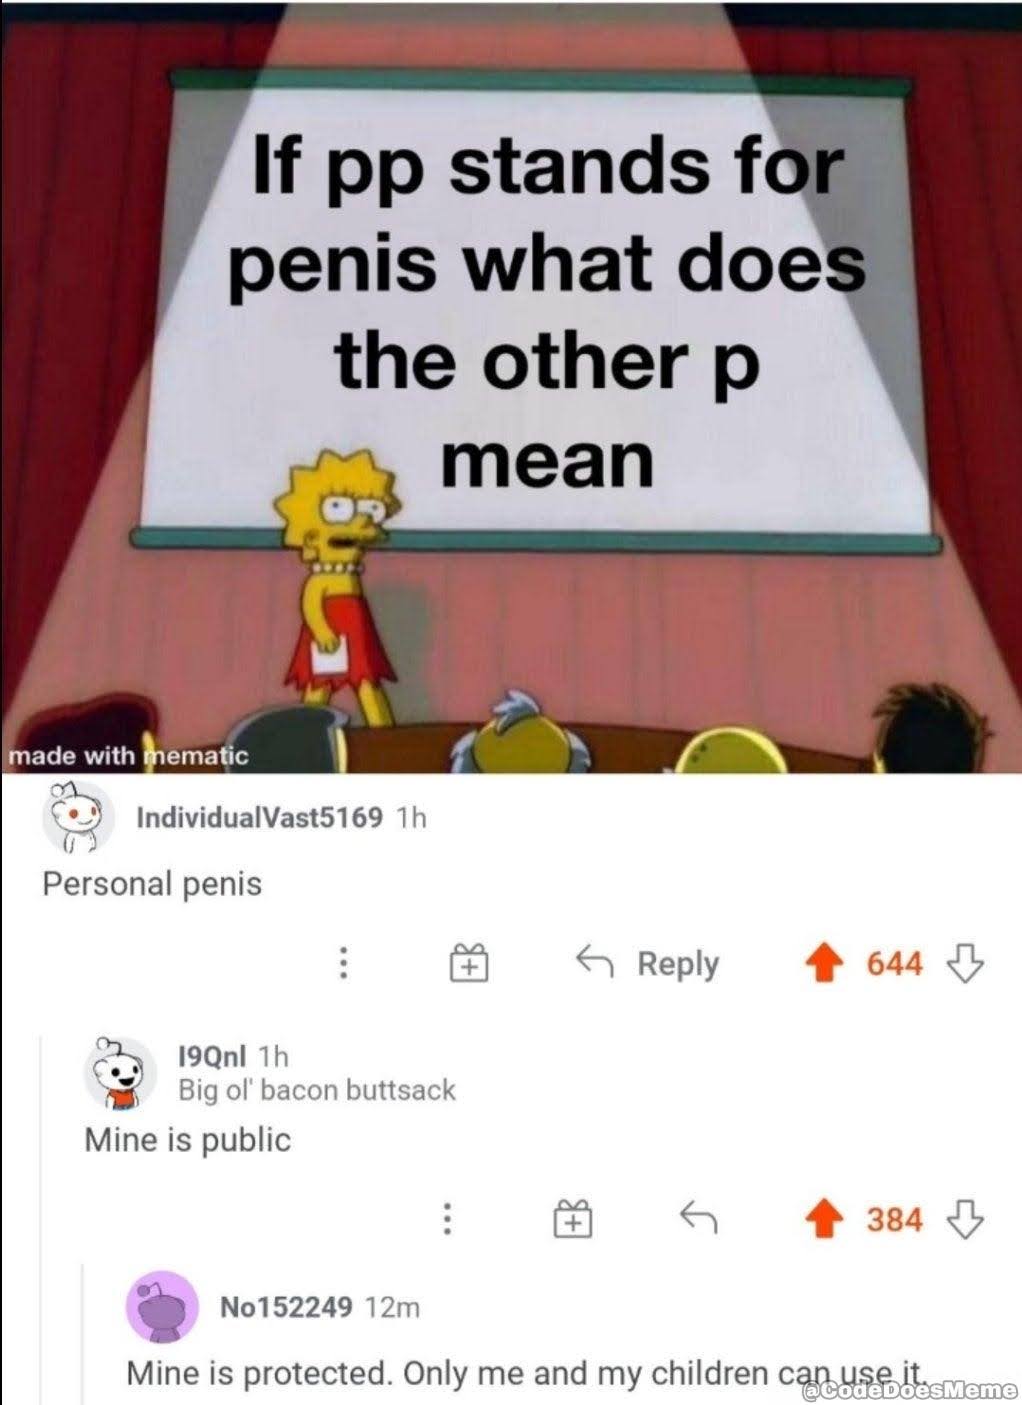 If pp stands for
penis what does
the other p
mean
made with mematic
IndividualVast5169 1h
Personal penis
Reply 644
I9Qnl 1h
Big ol' bacon buttsack
Mine is public
384
No152249 12m
Mine is protected. Only me and my children can use it.
@CodeDoesMeme